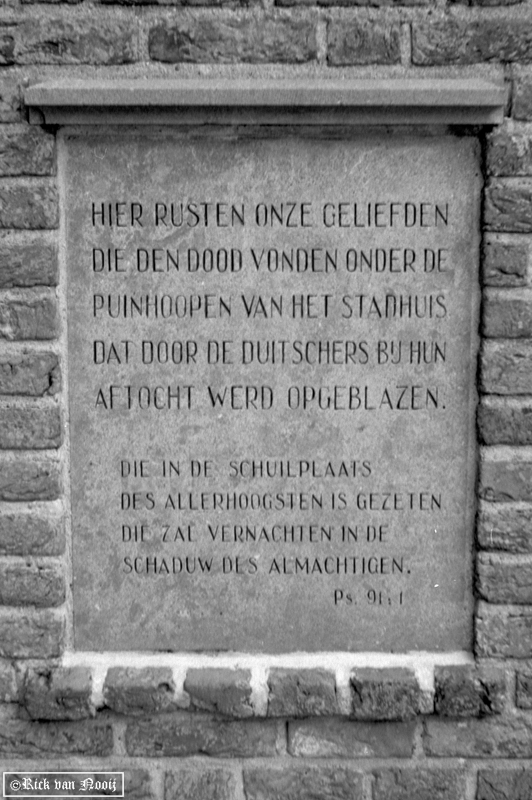 HIER RUSTEN ONZE GELIEFDEN
DIE DEN DOOD VONDEN ONDER DE
PUINHOOPEN VAN HET STADHUIS
DAT DOOR DE DUITSCHERS BIJ HUN
AFTOCHT WERD OPGEBLAZEN.
DIE IN DE SCHUILPLAATS
DES ALLERHOOGSTEN IS GEZETEN
DIE ZAL VERNACHTEN IN DE
SCHADUW DES ALMACHTIGEN.
Ps. 91:1
©Rick van Nooij